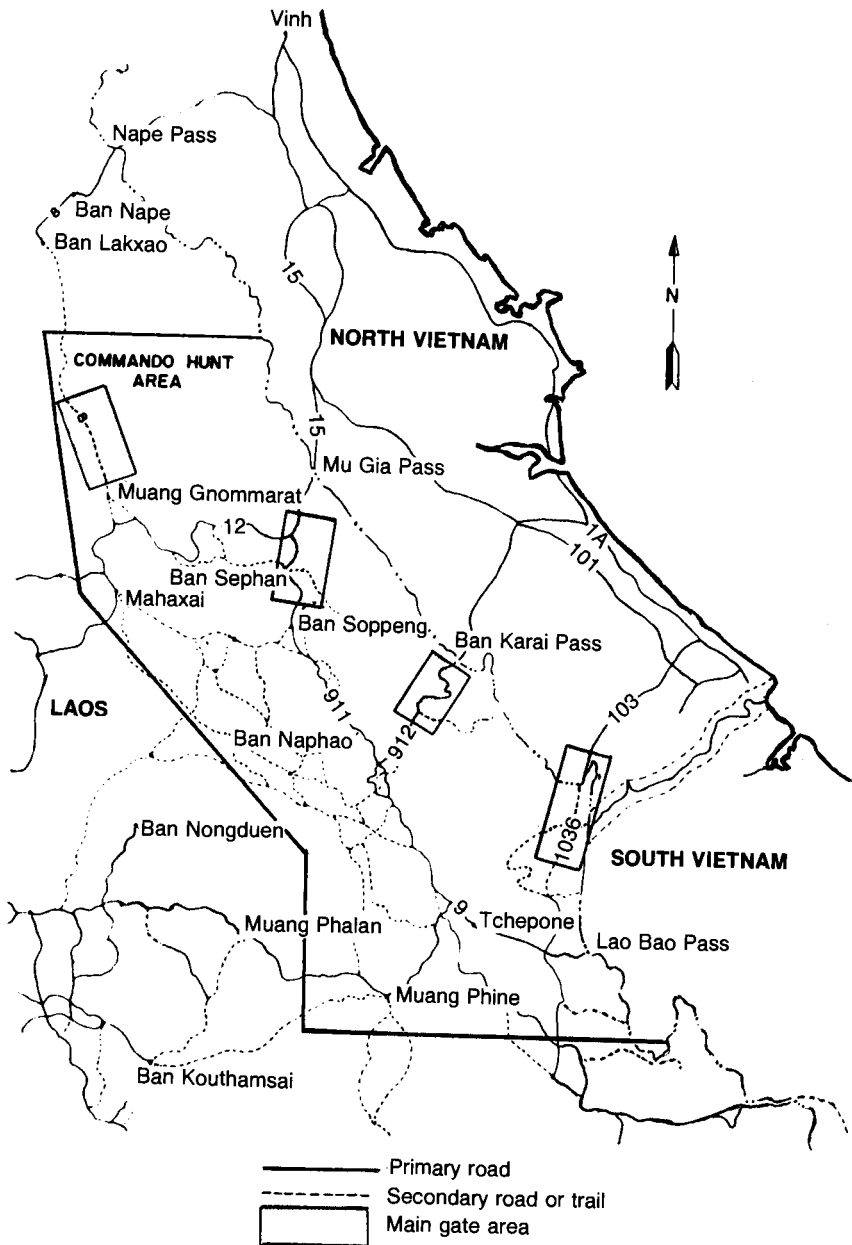 Vinh
Nape Pass
8
Ban Nape
Ban Lakxao
15
N
NORTH VIETNAM
COMMANDO HUNT
AREA
8
15
Mu Gia Pass
Muang Gnommarat
12
1A
101
Ban Sephan
Mahaxai
Ban Soppeng
Ban Karai Pass
911
LAOS
103
912
Ban Naphao
Ban Nongduen
1036
SOUTH VIETNAM
9
Muang Phalan
Tchepone
Lao Bao Pass
Muang Phine
Ban Kouthamsai
Primary road
Secondary road or trail
Main gate area